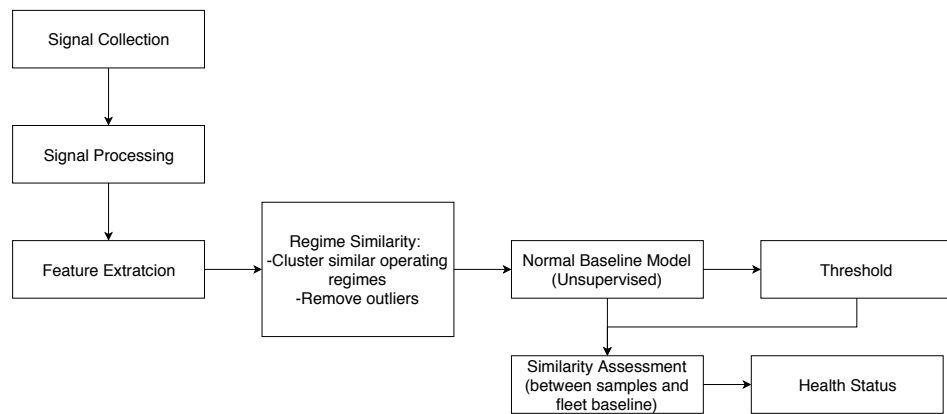 Signal Collection
Signal Processing
Feature Extratcion
Regime Similarity:
-Cluster similar operating
regimes
-Remove outliers
Normal Baseline Model
(Unsupervised)
Threshold
Similarity Assessment
(between samples and
fleet baseline)
Health Status